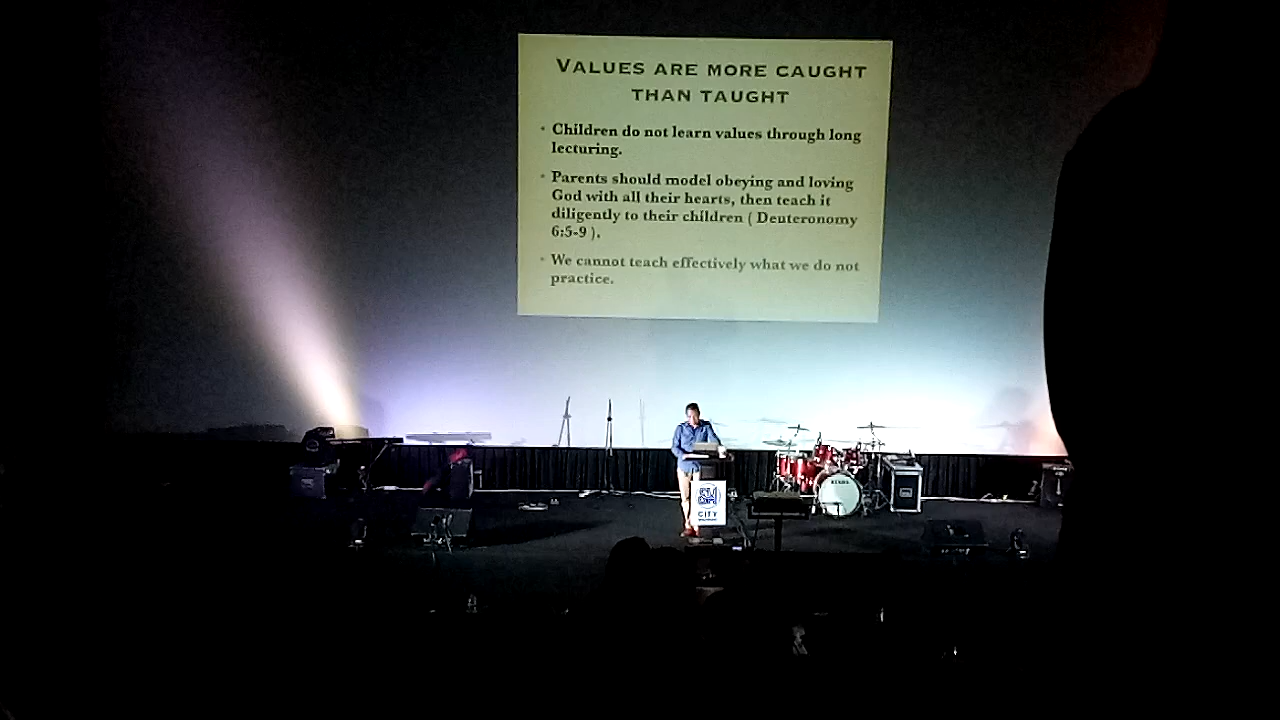 VALUES ARE MORE CAUGHT
THAN TAUGHT
• Children do not learn values through long
lecturing.
• Parents should model obeying and loving
God with all their hearts, then teach it
diligently to their children ( Deuteronomy
6:5-9 ).
• We cannot teach effectively what we do not
practice.
SM
CITY
TAMA